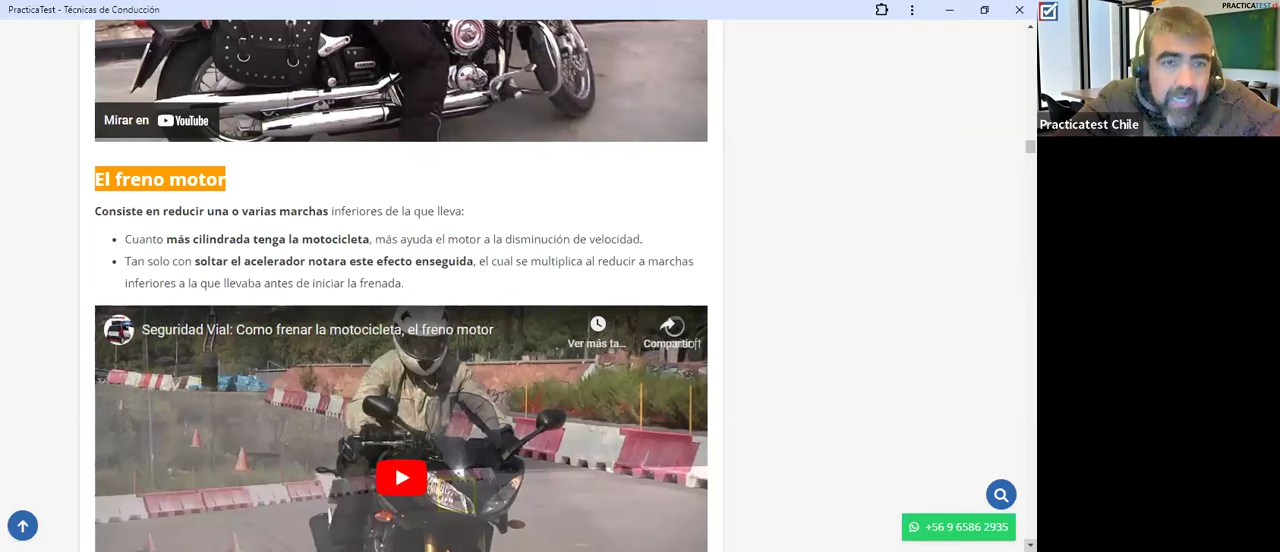 PracticaTest - Técnicas de Conducción
PRACTICATEST
Mirar en YouTube
Practicatest Chile
El freno motor
Consiste en reducir una o varias marchas inferiores de la que lleva:
Cuanto más cilindrada tenga la motocicleta, más ayuda el motor a la disminución de velocidad.
Tan solo con soltar el acelerador notara este efecto enseguida, el cual se multiplica al reducir a marchas
inferiores a la que llevaba antes de iniciar la frenada.
Seguridad Vial: Como frenar la motocicleta, el freno motor
Ver más ta...
Compartir
+56 9 6586 2935